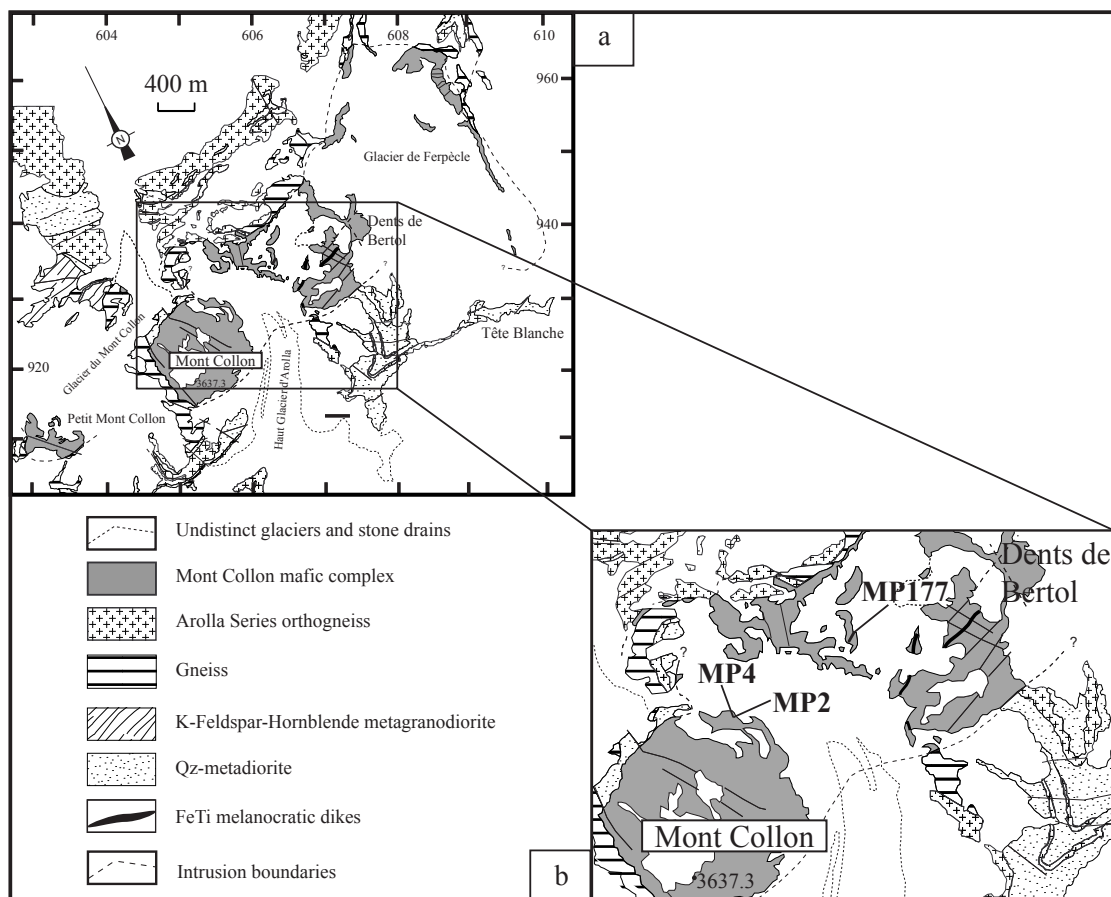 604 606 608 610
a
960
400 m
N
Glacier de Ferpècle
Dents de
Bertol
940
?
?
?
Tête Blanche
Glacier du Mont Collon
920
Mont Collon
3637.3
Haut Glacier d'Arolla
Petit Mont Collon
Undistinct glaciers and stone drains
Mont Collon mafic complex
Arolla Series orthogneiss
Gneiss
K-Feldspar-Hornblende metagranodiorite
Qz-metadiorite
FeTi melanocratic dikes
Intrusion boundaries
Dents de
Bertol
MP177
?
?
MP4
MP2
Mont Collon
3637.3
b